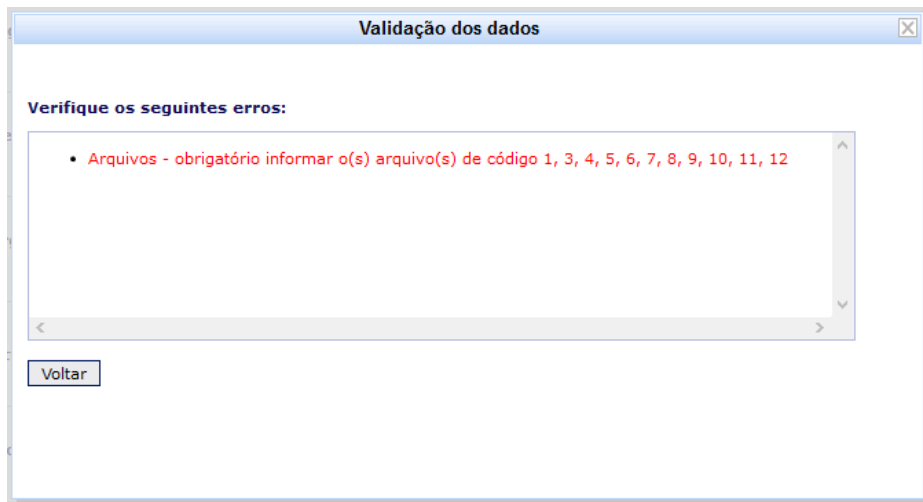 Validação dos dados
Verifique os seguintes erros:
• Arquivos - obrigatório informar o(s) arquivo(s) de código 1, 3, 4, 5, 6, 7, 8, 9, 10, 11, 12
Voltar